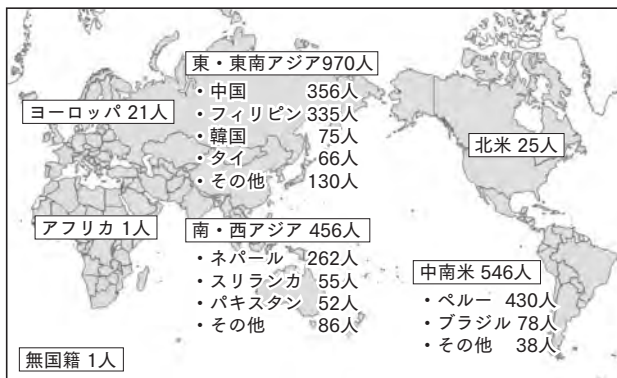 東・東南アジア970人
・中国 356人
・フィリピン 335人
・韓国 75人
・タイ 66人
・その他 130人
ヨーロッパ 21人
北米 25人
アフリカ 1人
南・西アジア 456人
・ネパール 262人
・スリランカ 55人
・パキスタン 52人
・その他 86人
中南米 546人
・ペルー 430人
・ブラジル 78人
・その他 38人
無国籍 1人